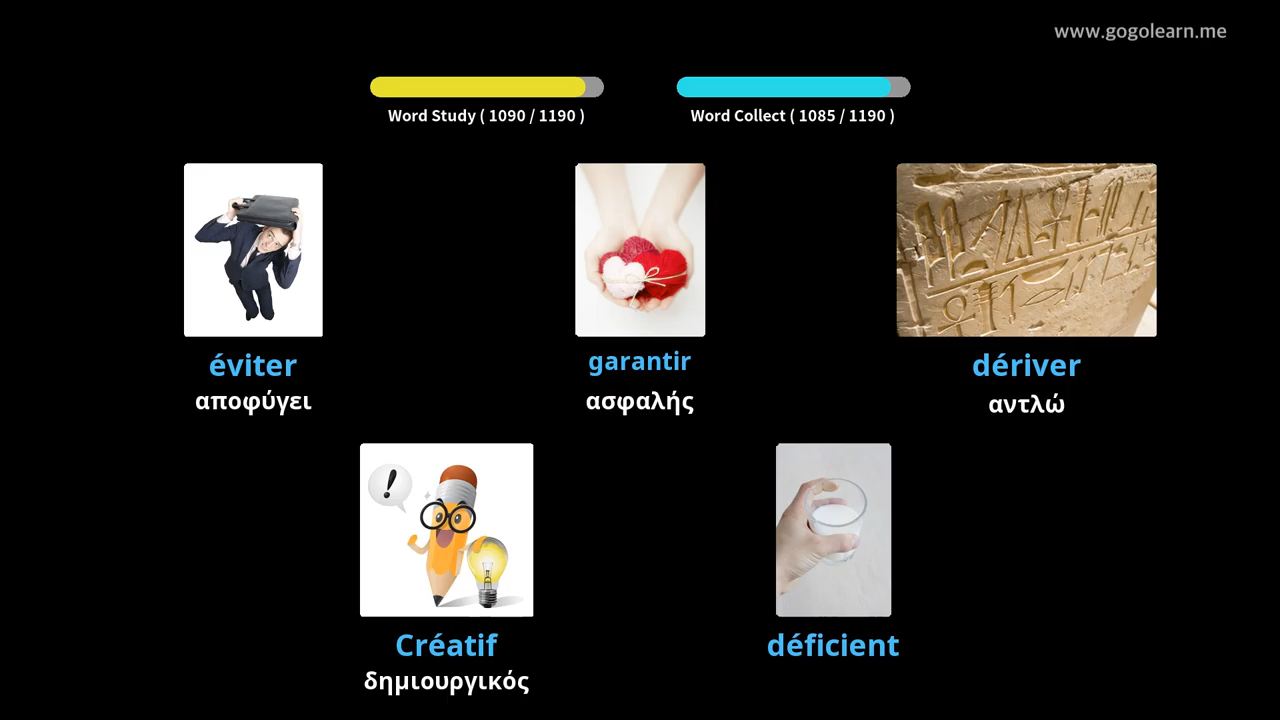 www.gogolearn.me
Word Study ( 1090 / 1190 )
Word Collect ( 1085 / 1190 )
éviter
αποφύγει
garantir
ασφαλής
dériver
αντλώ
!
Créatif
δημιουργικός
déficient